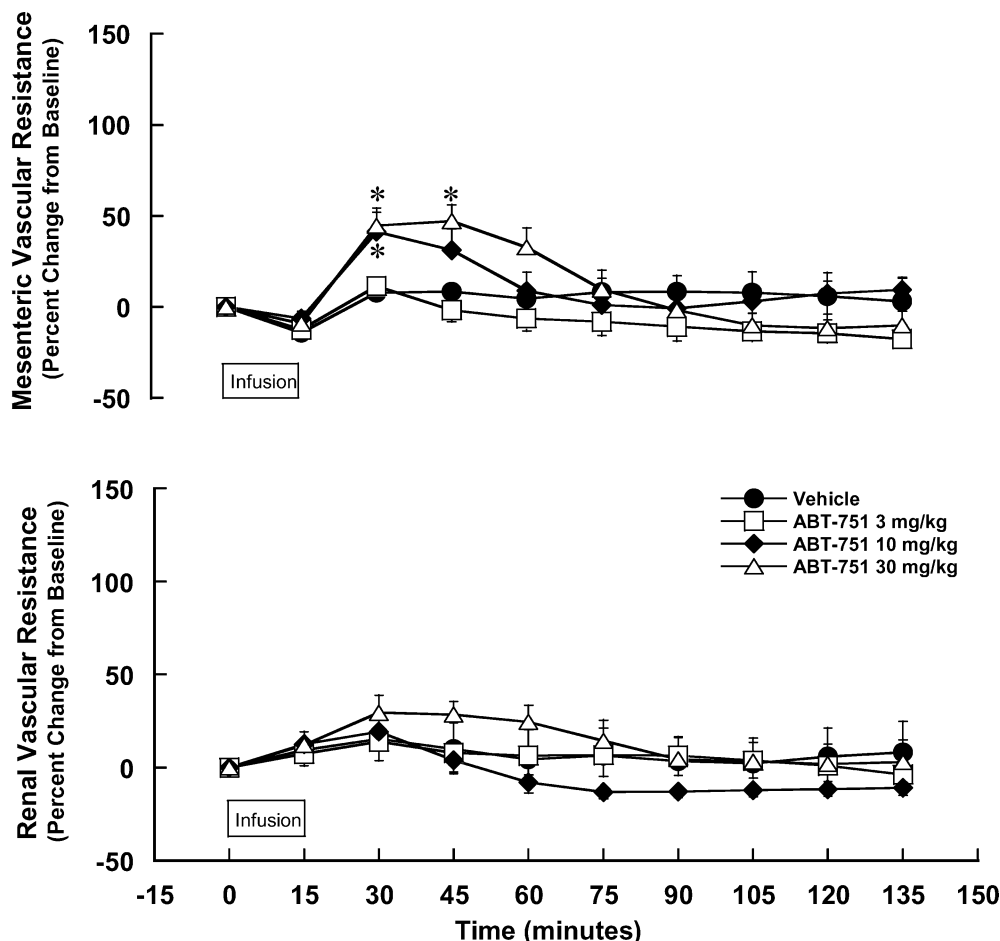 Mesenteric Vascular Resistance
(Percent Change from Baseline)
150
100
50
0
-50
*
*
*
Infusion
Renal Vascular Resistance
(Percent Change from Baseline)
150
100
50
0
-50
Vehicle
ABT-751 3 mg/kg
ABT-751 10 mg/kg
ABT-751 30 mg/kg
Infusion
-15 0 15 30 45 60 75 90 105 120 135 150
Time (minutes)